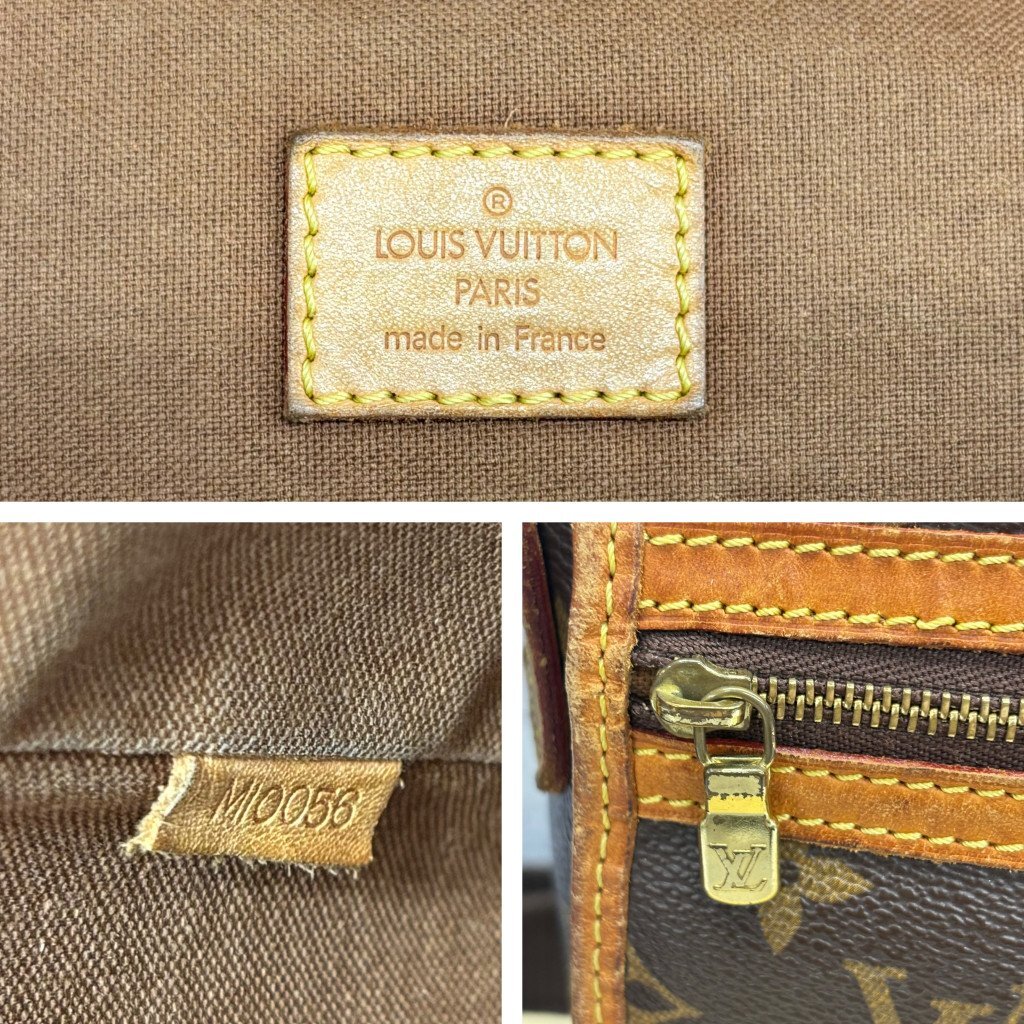 ®
LOUIS VUITTON
PARIS
made in France
MI0056
LV